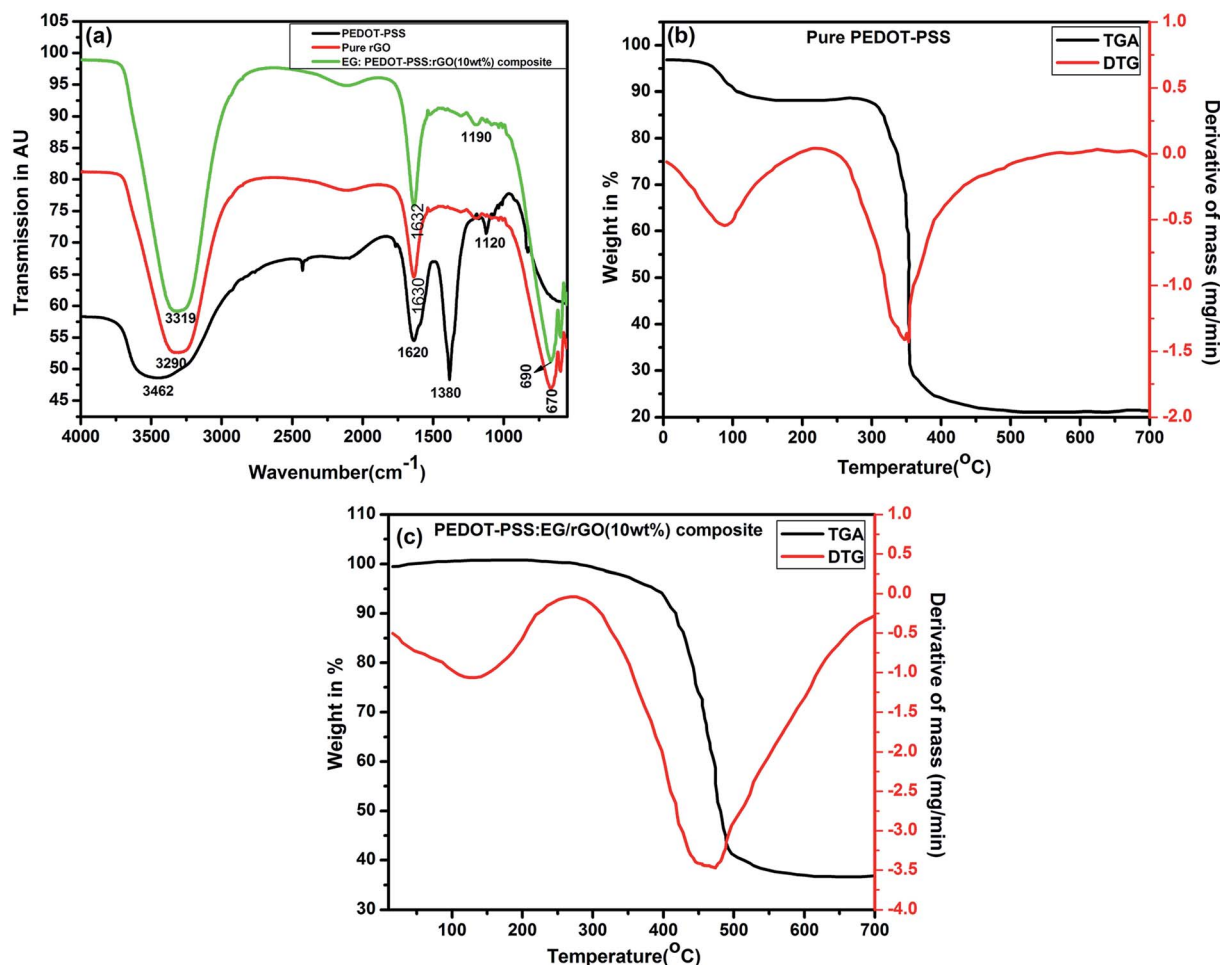 (a)
PEDOT-PSS
Pure rGO
EG: PEDOT-PSS:rGO(10wt%) composite
105
100
95
90
85
80
75
70
65
60
55
50
45
Transmission in AU
3319
3290
3462
1632
1630
1620
1380
1190
1120
690
670
4000 3500 3000 2500 2000 1500 1000
Wavenumber(cm-1)
(b)
Pure PEDOT-PSS
TGA
DTG
100
90
80
70
60
50
40
30
20
Weight in %
1.0
0.5
0.0
-0.5
-1.0
-1.5
-2.0
Derivative of mass (mg/min)
0 100 200 300 400 500 600 700
Temperature(oC)
(c)
PEDOT-PSS:EG/rGO(10wt%) composite
TGA
DTG
110
100
90
80
70
60
50
40
30
Weight in %
1.0
0.5
0.0
-0.5
-1.0
-1.5
-2.0
-2.5
-3.0
-3.5
-4.0
Derivative of mass (mg/min)
100 200 300 400 500 600 700
Temperature(oC)